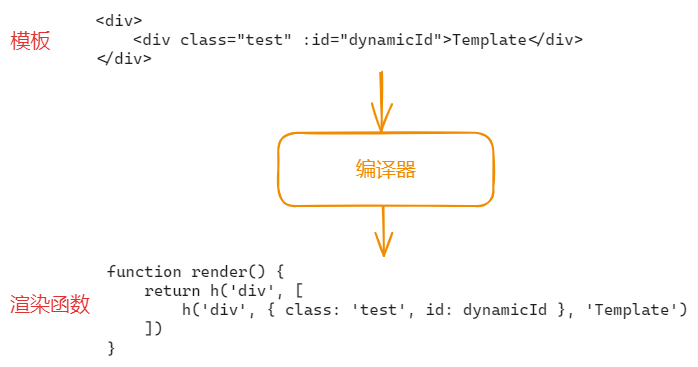 模板
<div>
    <div class="test" :id="dynamicId">Template</div>
</div>
编译器
渲染函数
function render() {
    return h('div', [
        h('div', { class: 'test', id: dynamicId }, 'Template')
    ])
}